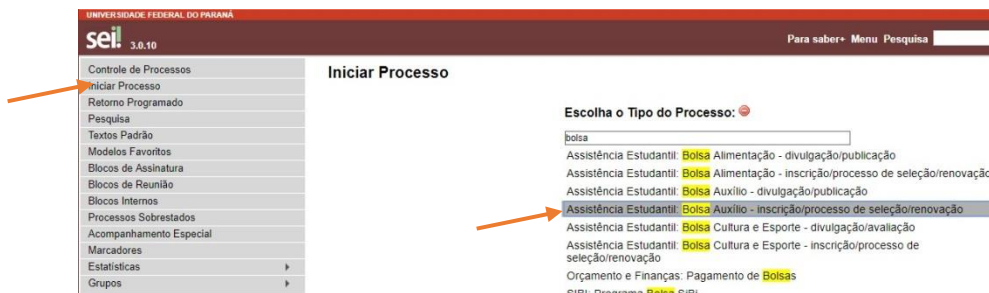 UNIVERSIDADE FEDERAL DO PARANÁ
sei! 3.0.10
Para saber+ Menu Pesquisa
Controle de Processos
Iniciar Processo
Retorno Programado
Pesquisa
Textos Padrão
Modelos Favoritos
Blocos de Assinatura
Blocos de Reunião
Blocos Internos
Processos Sobrestados
Acompanhamento Especial
Marcadores
Estatísticas
Grupos
Iniciar Processo
Escolha o Tipo do Processo:
bolsa
Assistência Estudantil: Bolsa Alimentação - divulgação/publicação
Assistência Estudantil: Bolsa Alimentação - inscrição/processo de seleção/renovação
Assistência Estudantil: Bolsa Auxílio - divulgação/publicação
Assistência Estudantil: Bolsa Auxílio - inscrição/processo de seleção/renovação
Assistência Estudantil: Bolsa Cultura e Esporte - divulgação/avaliação
Assistência Estudantil: Bolsa Cultura e Esporte - inscrição/processo de
seleção/renovação
Orçamento e Finanças: Pagamento de Bolsas
SIBI: Programa Bolsa SiBi